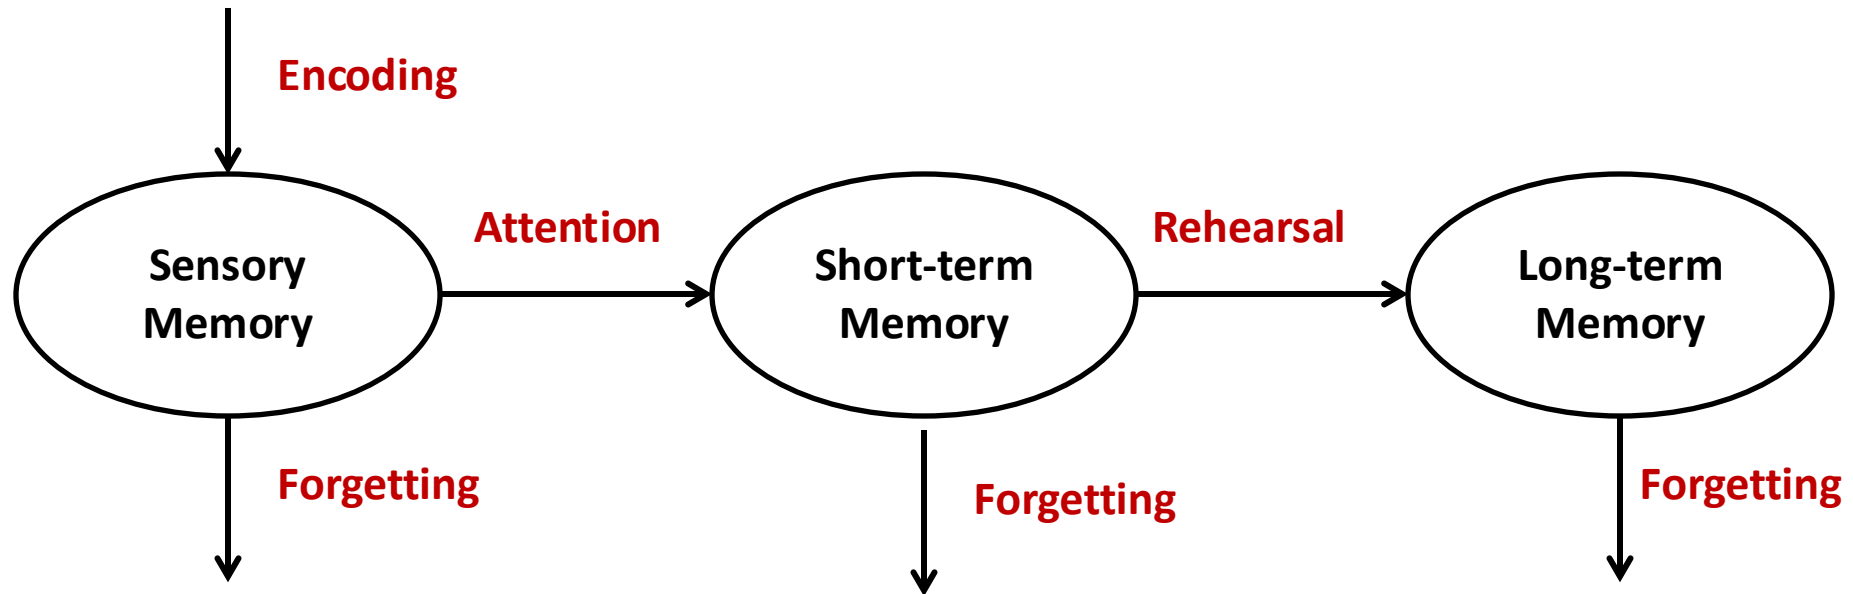 Encoding
Attention
Rehearsal
Sensory
Memory
Short-term
Memory
Long-term
Memory
Forgetting
Forgetting
Forgetting